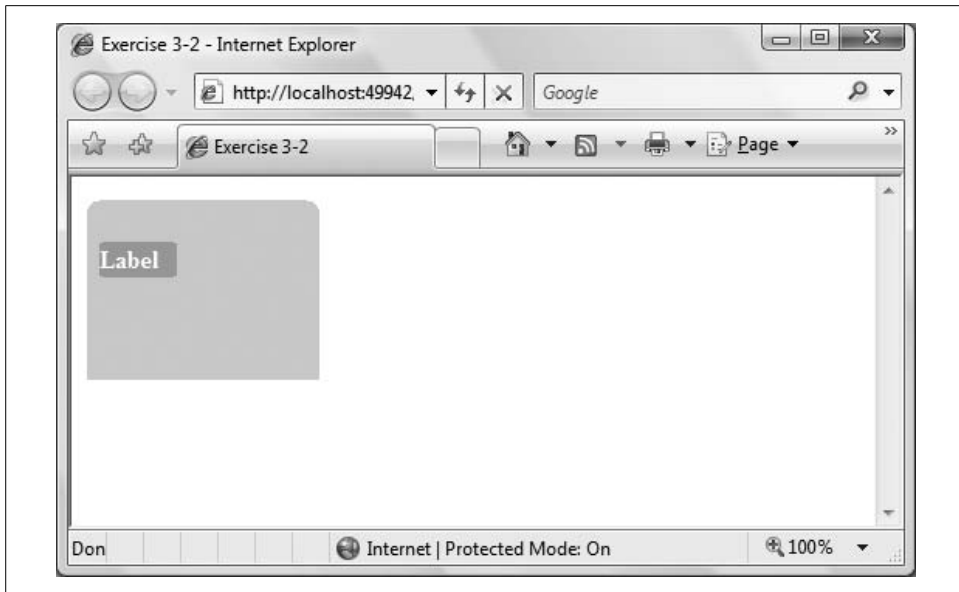 Exercise 3-2 - Internet Explorer
http://localhost:49942,
Google
Exercise 3-2
Page
Label
Don
Internet | Protected Mode: On
100%